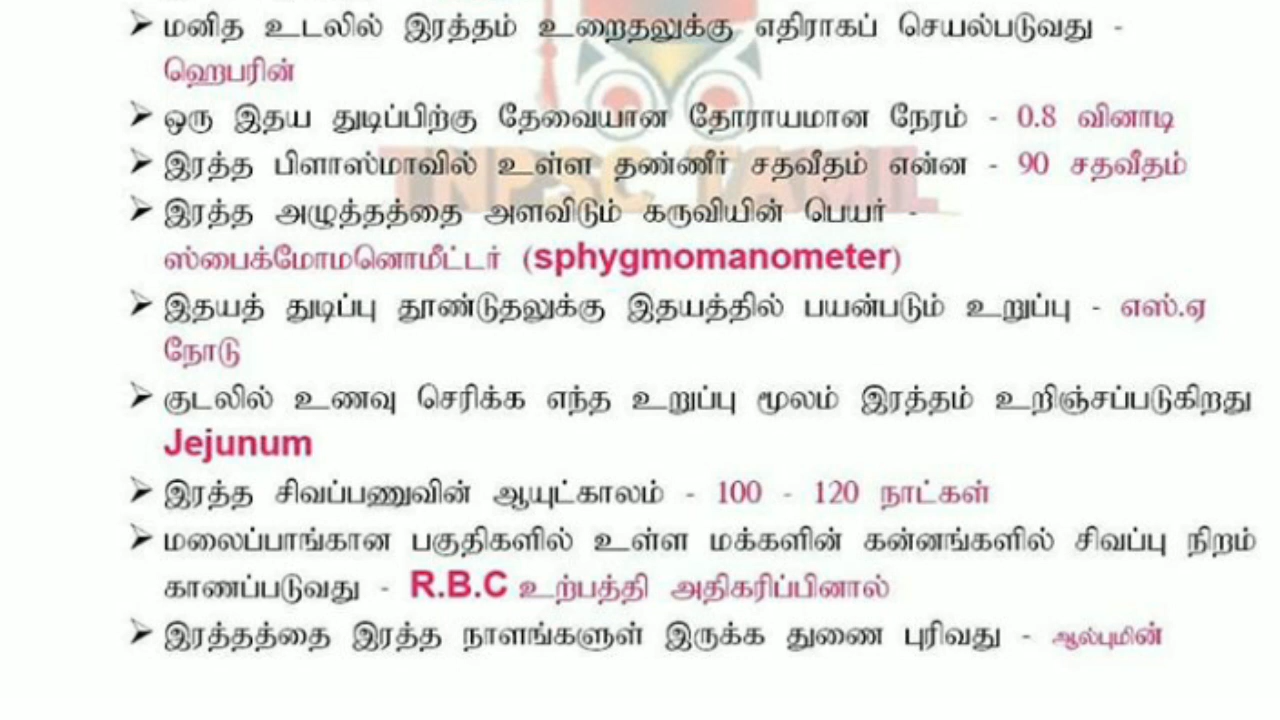 ➤ மனித உடலில் இரத்தம் உறைதலுக்கு எதிராகப் செயல்படுவது -
ஹெபரின்
➤ ஒரு இதய துடிப்பிற்கு தேவையான தோராயமான நேரம் - 0.8 வினாடி
➤ இரத்த பிளாஸ்மாவில் உள்ள தண்ணீர் சதவீதம் என்ன - 90 சதவீதம்
TNPSC TAMIL
➤ இரத்த அழுத்தத்தை அளவிடும் கருவியின் பெயர் -
ஸ்பைக்மோமனொமீட்டர் (sphygmomanometer)
➤ இதயத் துடிப்பு தூண்டுதலுக்கு இதயத்தில் பயன்படும் உறுப்பு - எஸ்.ஏ
நோடு
➤ குடலில் உணவு செரிக்க எந்த உறுப்பு மூலம் இரத்தம் உறிஞ்சப்படுகிறது
Jejunum
➤ இரத்த சிவப்பணுவின் ஆயுட்காலம் - 100 - 120 நாட்கள்
➤ மலைப்பாங்கான பகுதிகளில் உள்ள மக்களின் கன்னங்களில் சிவப்பு நிறம்
காணப்படுவது - R.B.C உற்பத்தி அதிகரிப்பினால்
➤ இரத்தத்தை இரத்த நாளங்களுள் இருக்க துணை புரிவது - ஆல்புமின்